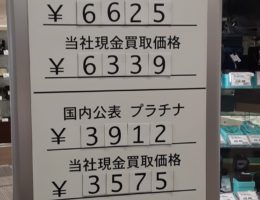 ¥ 6625
当社現金買取価格
¥ 6339
国内公表 プラチナ
¥ 3912
当社現金買取価格
¥ 3575